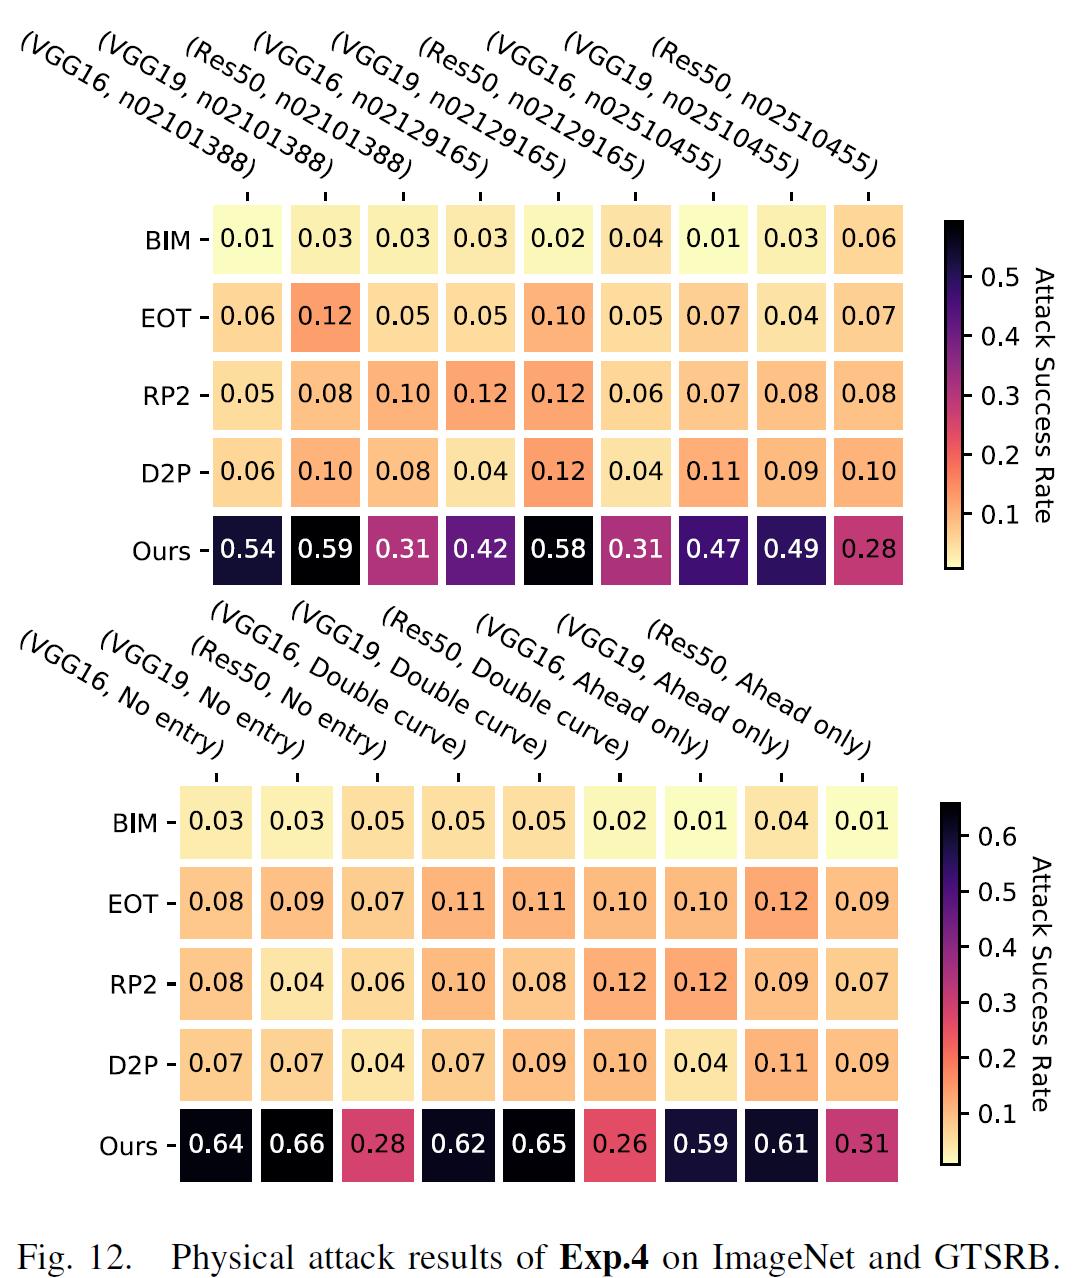 (VGG16, n02101388)
(VGG19, n02101388)
(Res50, n02101388)
(VGG16, n02129165)
(VGG19, n02129165)
(Res50, n02129165)
(VGG16, n02510455)
(VGG19, n02510455)
(Res50, n02510455)
BIM 0.01 0.03 0.03 0.03 0.02 0.04 0.01 0.03 0.06
EOT 0.06 0.12 0.05 0.05 0.10 0.05 0.07 0.04 0.07
RP2 0.05 0.08 0.10 0.12 0.12 0.06 0.07 0.08 0.08
D2P 0.06 0.10 0.08 0.04 0.12 0.04 0.11 0.09 0.10
Ours 0.54 0.59 0.31 0.42 0.58 0.31 0.47 0.49 0.28
0.5
0.4
0.3
0.2
0.1
Attack Success Rate
(VGG16, No entry)
(VGG19, No entry)
(Res50, No entry)
(VGG16, Double curve)
(VGG19, Double curve)
(Res50, Double curve)
(VGG16, Ahead only)
(VGG19, Ahead only)
(Res50, Ahead only)
BIM 0.03 0.03 0.05 0.05 0.05 0.02 0.01 0.04 0.01
EOT 0.08 0.09 0.07 0.11 0.11 0.10 0.10 0.12 0.09
RP2 0.08 0.04 0.06 0.10 0.08 0.12 0.12 0.09 0.07
D2P 0.07 0.07 0.04 0.07 0.09 0.10 0.04 0.11 0.09
Ours 0.64 0.66 0.28 0.62 0.65 0.26 0.59 0.61 0.31
0.6
0.5
0.4
0.3
0.2
0.1
Attack Success Rate
Fig. 12. Physical attack results of Exp.4 on ImageNet and GTSRB.